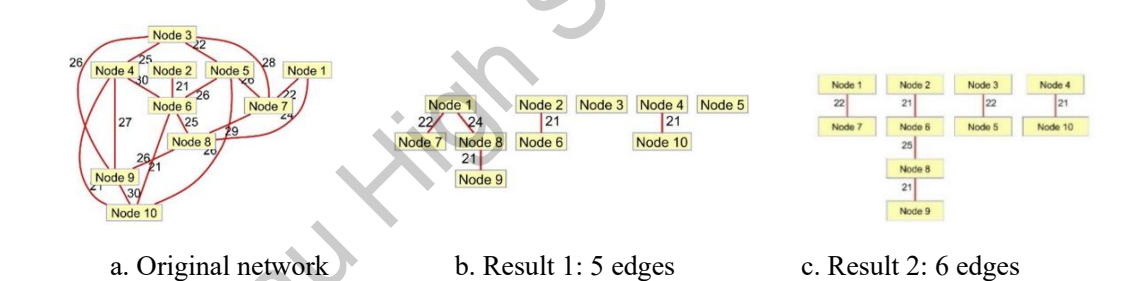 Node 3
22
26 25 28
Node 4 Node 2 Node 5 Node 1
30 21 26 26 22
Node 6 Node 7
24
27 25 29
Node 8
26 26
21
Node 9
21 30
Node 10
Node 1 Node 2 Node 3 Node 4 Node 5
22 24 21 21
Node 7 Node 8 Node 6 Node 10
21
Node 9
Node 1 Node 2 Node 3 Node 4
22 21 22 21
Node 7 Node 6 Node 5 Node 10
25
Node 8
21
Node 9
a. Original network b. Result 1: 5 edges c. Result 2: 6 edges